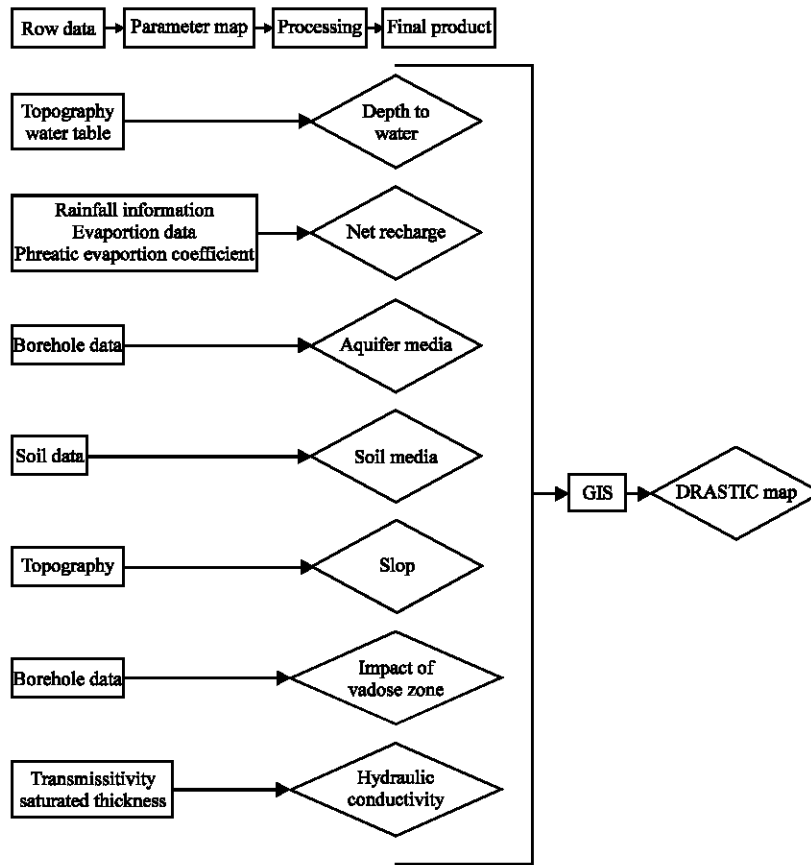 Row data
Parameter map
Processing
Final product
Topography
water table
Depth to
water
Rainfall information
Evaportion data
Phreatic evaportion coefficient
Net recharge
Borehole data
Aquifer media
Soil data
Soil media
GIS
DRASTIC map
Topography
Slop
Borehole data
Impact of
vadose zone
Transmissitivity
saturated thickness
Hydraulic
conductivity